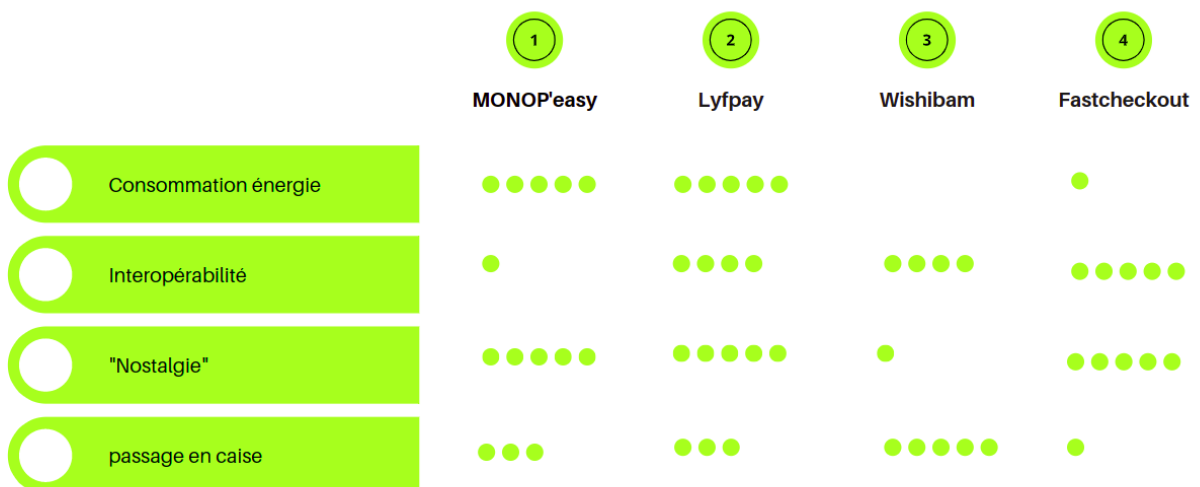 1 2 3 4
MONOP'easy Lyfpay Wishibam Fastcheckout
Consommation énergie
Interopérabilité
"Nostalgie"
passage en caise